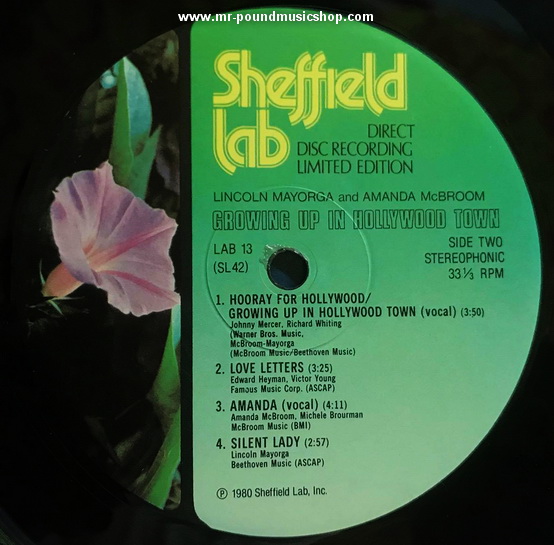 www.mr-poundmusicshop.com
Sheffield
Lab
DIRECT
DISC RECORDING
LIMITED EDITION
LINCOLN MAYORGA and AMANDA McBROOM
GROWING UP IN HOLLYWOOD TOWN
LAB 13
(SL42)
SIDE TWO
STEREOPHONIC
33⅓ RPM
1. HOORAY FOR HOLLYWOOD/
GROWING UP IN HOLLYWOOD TOWN (vocal) (3:50)
Johnny Mercer, Richard Whiting
(Warner Bros. Music,
McBroom-Mayorga
(McBroom Music/Beethoven Music)
2. LOVE LETTERS (3:25)
Edward Heyman, Victor Young
Famous Music Corp. (ASCAP)
3. AMANDA (vocal) (4:11)
Amanda McBroom, Michele Brourman
McBroom Music (BMI)
4. SILENT LADY (2:57)
Lincoln Mayorga
Beethoven Music (ASCAP)
℗ 1980 Sheffield Lab, Inc.